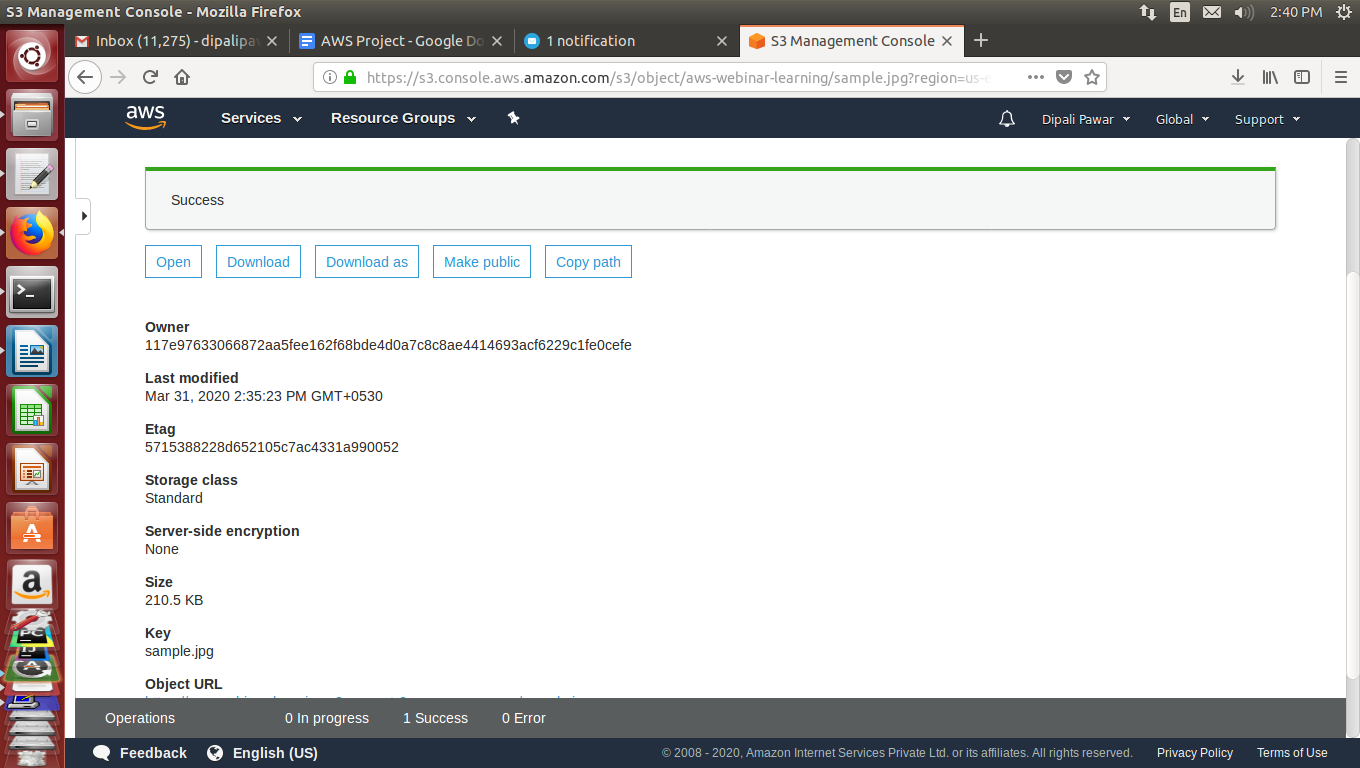 S3 Management Console - Mozilla Firefox
En
2:40 PM
Inbox (11,275) - dipalipaw
AWS Project - Google Do
1 notification
S3 Management Console
https://s3.console.aws.amazon.com/s3/object/aws-webinar-learning/sample.jpg?region=us-e
aws
Services
Resource Groups
Dipali Pawar
Global
Support
Success
Open
Download
Download as
Make public
Copy path
Owner
117e97633066872aa5fee162f68bde4d0a7c8c8ae4414693acf6229c1fe0cefe
Last modified
Mar 31, 2020 2:35:23 PM GMT+0530
Etag
5715388228d652105c7ac4331a990052
Storage class
Standard
Server-side encryption
None
Size
210.5 KB
Key
sample.jpg
Object URL
Operations
0 In progress
1 Success
0 Error
Feedback
English (US)
© 2008 - 2020, Amazon Internet Services Private Ltd. or its affiliates. All rights reserved.
Privacy Policy
Terms of Use